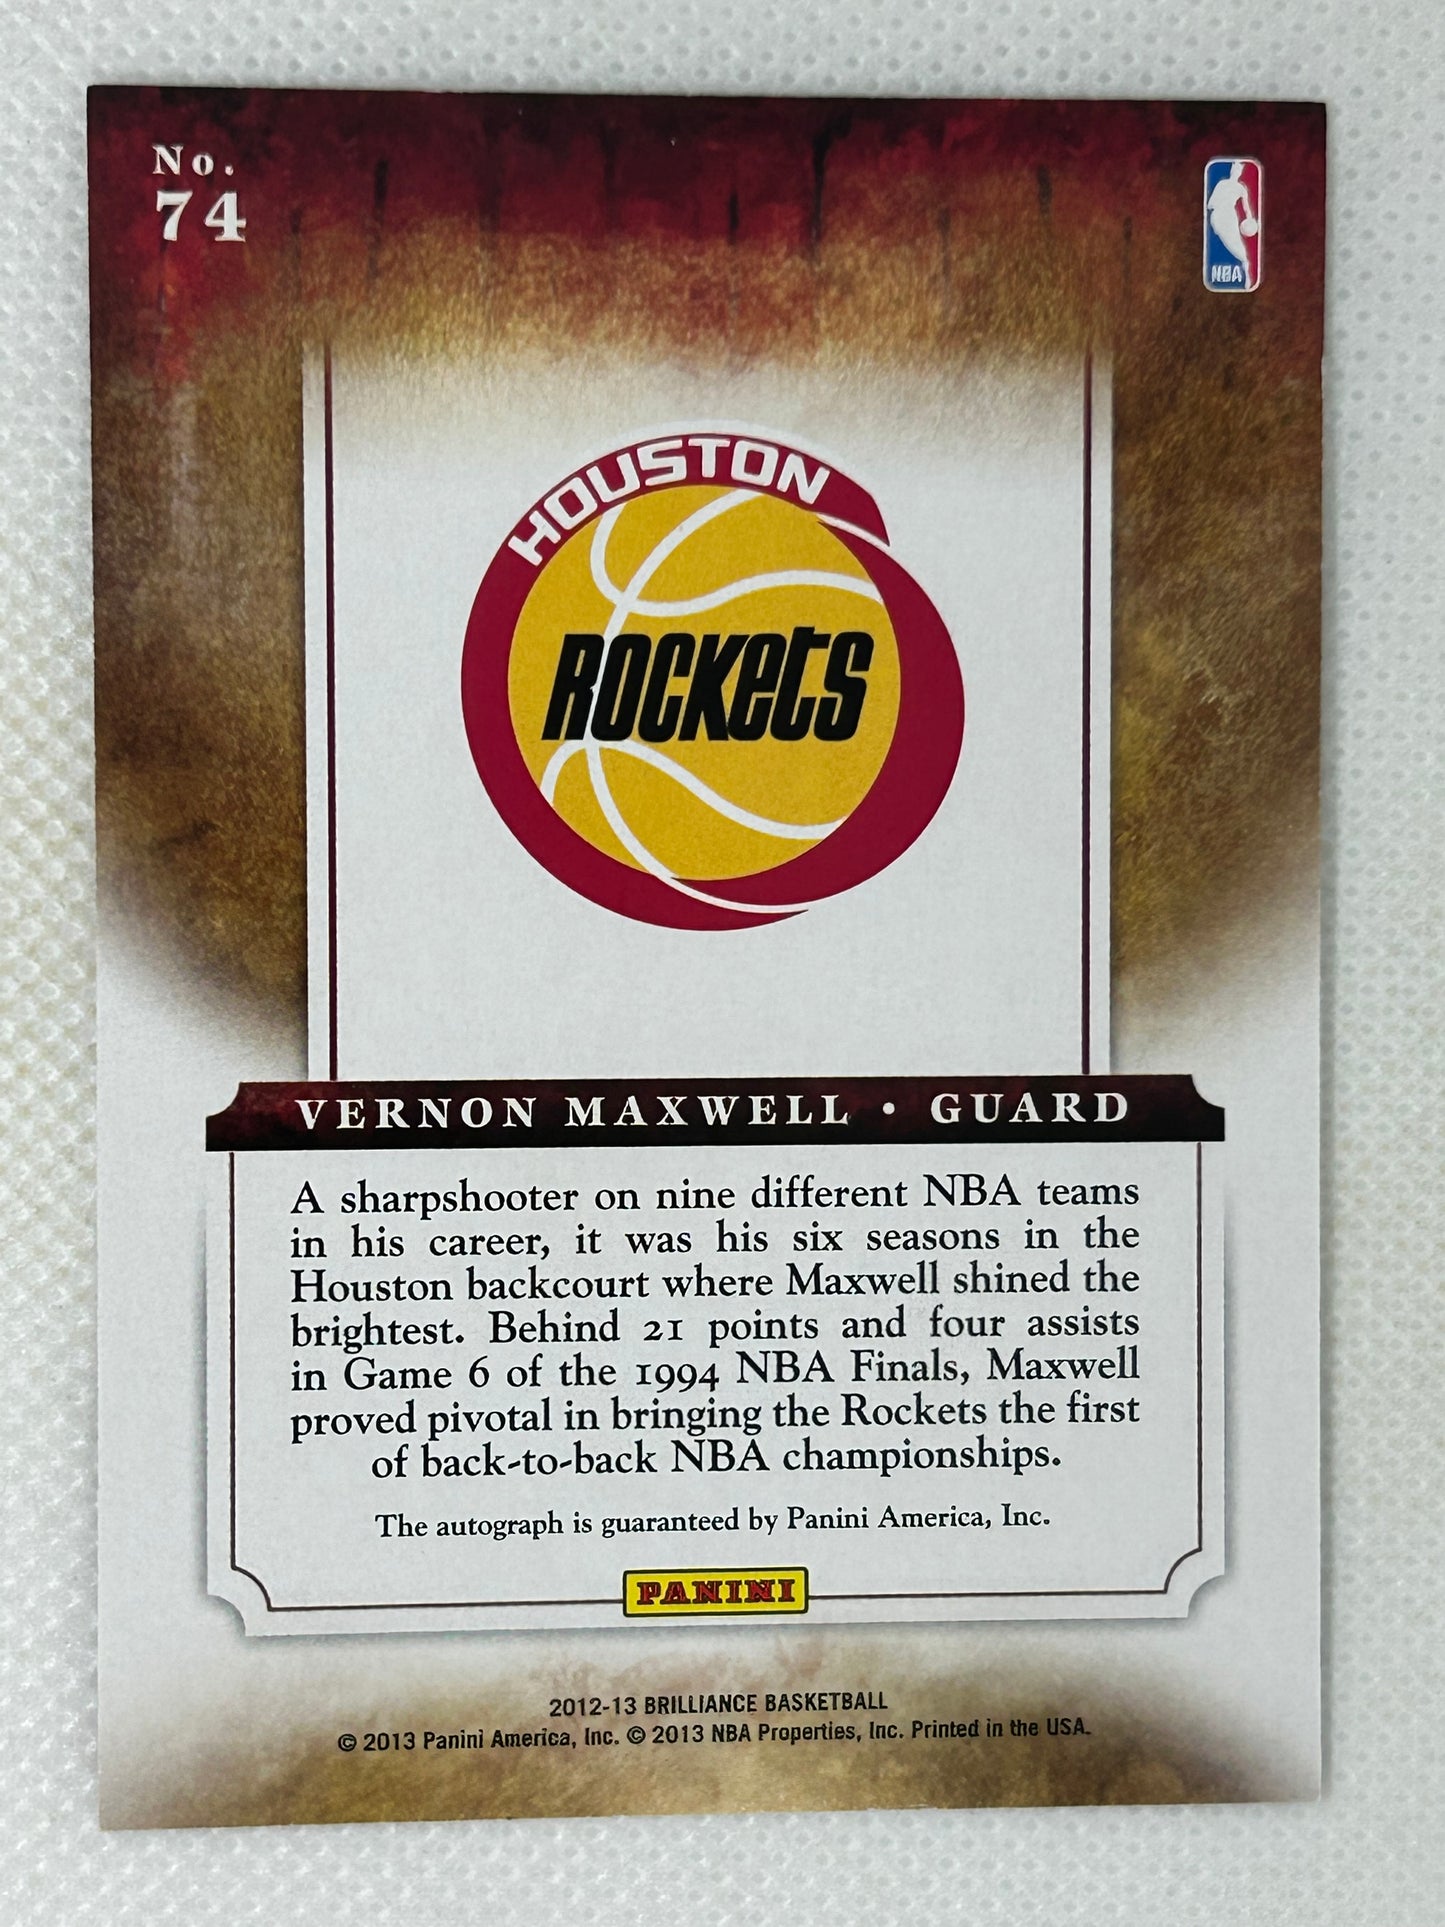 No.
74
NBA
HOUSTON
ROCKETS
VERNON MAXWELL • GUARD
A sharpshooter on nine different NBA teams
in his career, it was his six seasons in the
Houston backcourt where Maxwell shined the
brightest. Behind 21 points and four assists
in Game 6 of the 1994 NBA Finals, Maxwell
proved pivotal in bringing the Rockets the first
of back-to-back NBA championships.
The autograph is guaranteed by Panini America, Inc.
PANINI
2012-13 BRILLIANCE BASKETBALL
© 2013 Panini America, Inc. © 2013 NBA Properties, Inc. Printed in the USA.